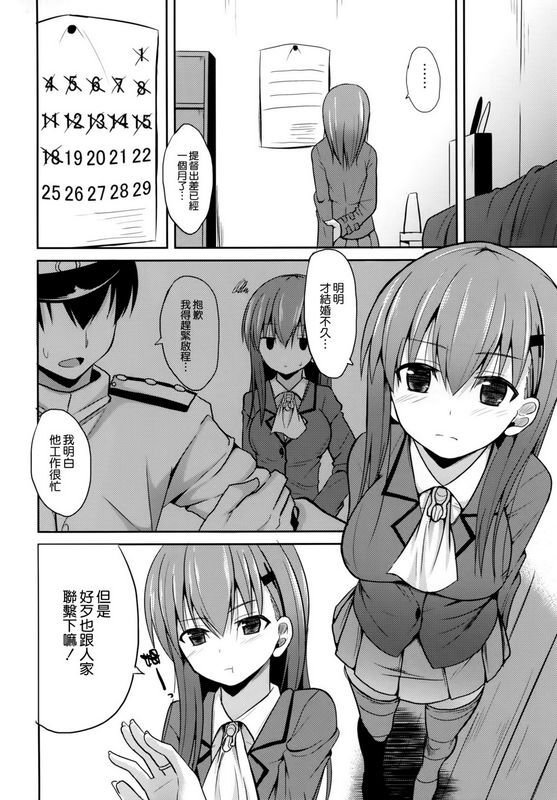 ……
提督出差已經
一個月了…
1
4 5 6 7 8
11 12 13 14 15
18 19 20 21 22
25 26 27 28 29
明明
才結婚不久…
抱歉
我得趕緊啟程…
我明白
他工作很忙
但是
好歹也跟人家
聯繫下嘛！